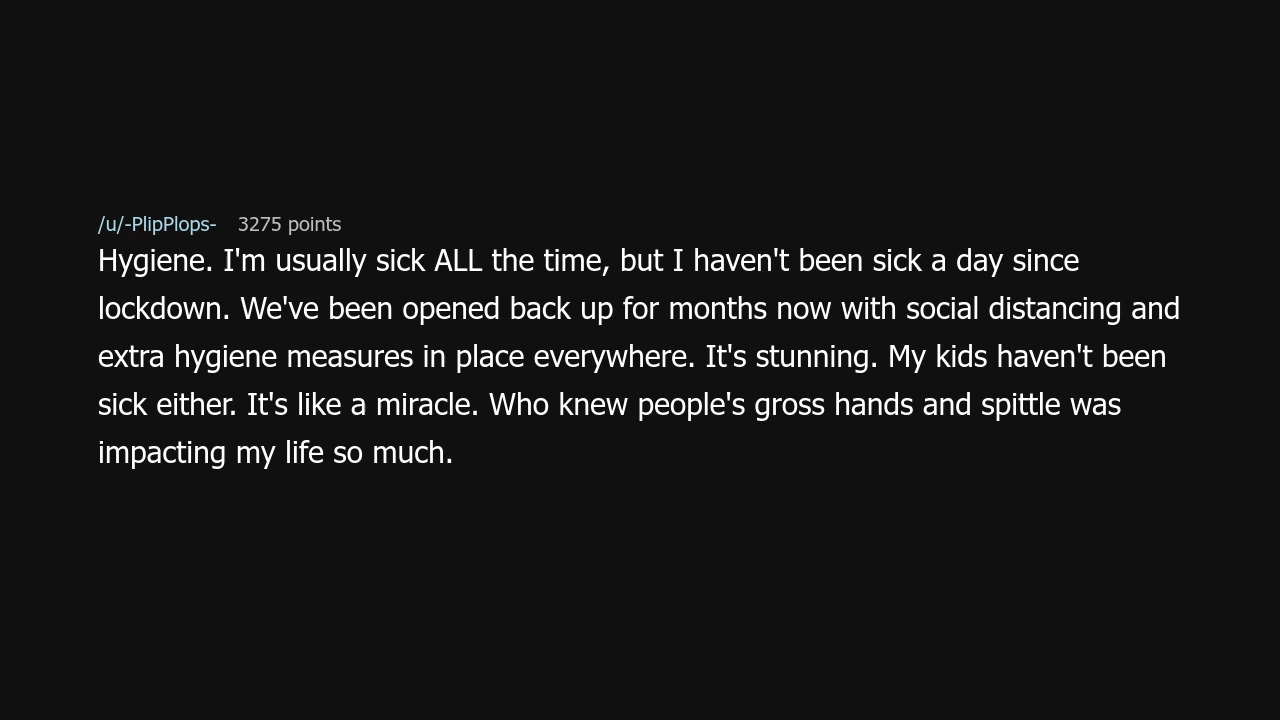 /u/-PlipPlops- 3275 points
Hygiene. I'm usually sick ALL the time, but I haven't been sick a day since
lockdown. We've been opened back up for months now with social distancing and
extra hygiene measures in place everywhere. It's stunning. My kids haven't been
sick either. It's like a miracle. Who knew people's gross hands and spittle was
impacting my life so much.